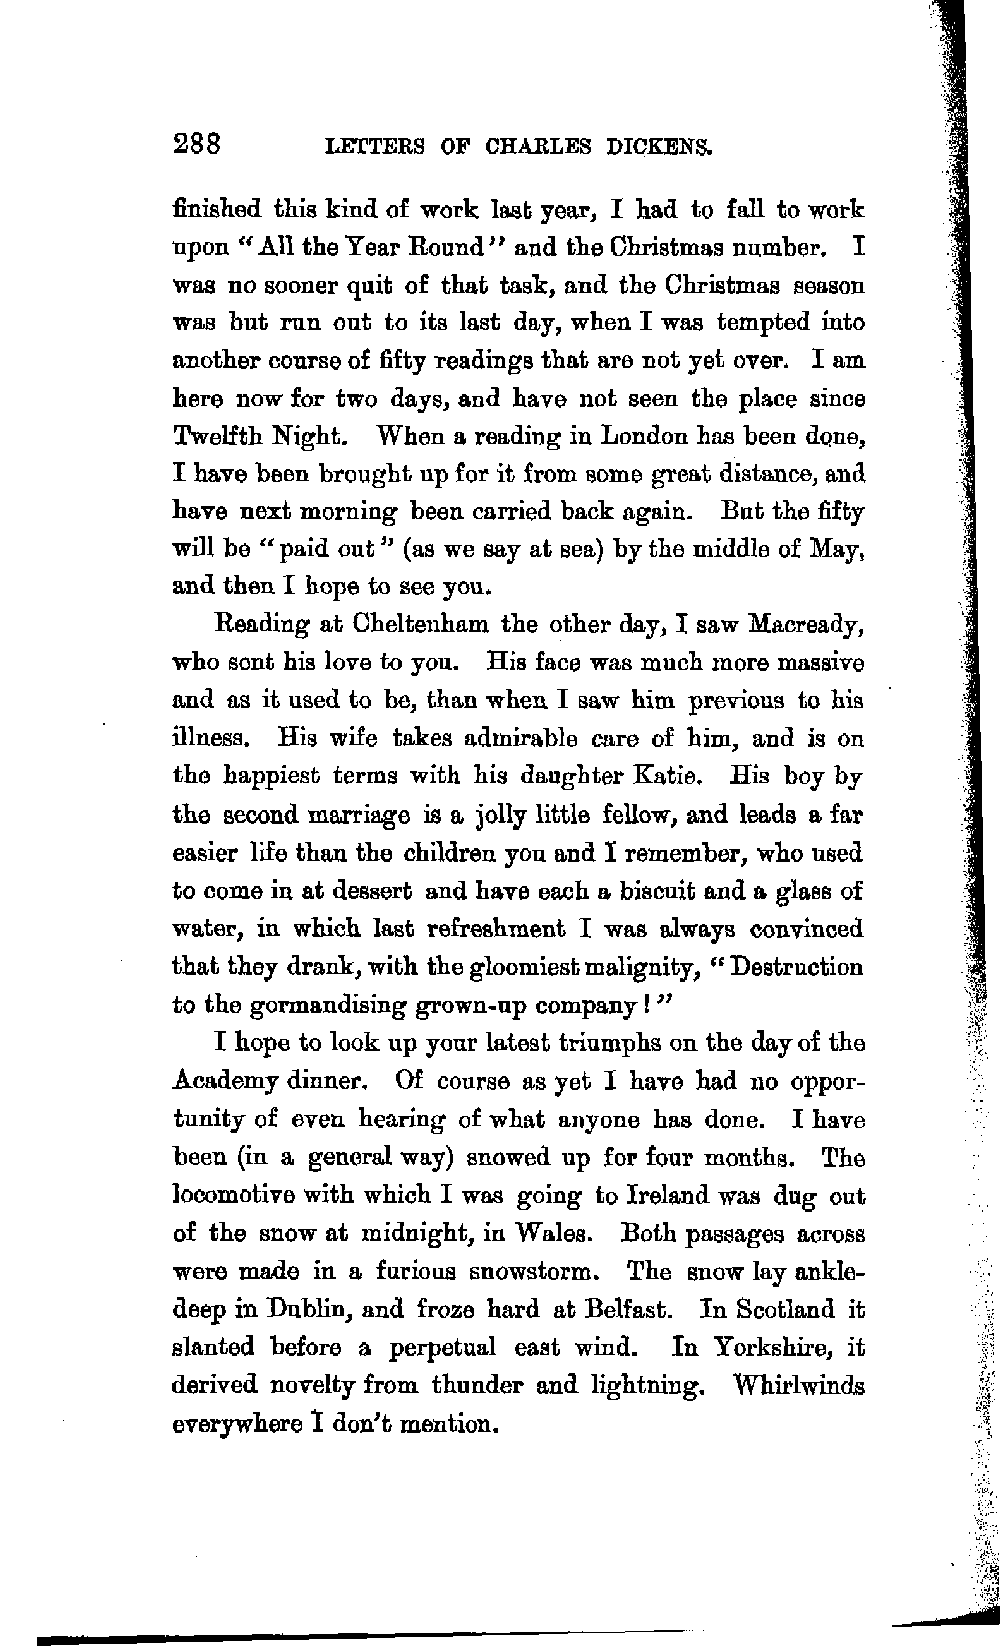 288 LETTERS OF CHARLES DICKENS.
finished this kind of work last year, I had to fall to work
upon “All the Year Round” and the Christmas number. I
was no sooner quit of that task, and the Christmas season
was but run out to its last day, when I was tempted into
another course of fifty readings that are not yet over. I am
here now for two days, and have not seen the place since
Twelfth Night. When a reading in London has been done,
I have been brought up for it from some great distance, and
have next morning been carried back again. But the fifty
will be “paid out” (as we say at sea) by the middle of May,
and then I hope to see you.
Reading at Cheltenham the other day, I saw Macready,
who sent his love to you. His face was much more massive
and as it used to be, than when I saw him previous to his
illness. His wife takes admirable care of him, and is on
the happiest terms with his daughter Katie. His boy by
the second marriage is a jolly little fellow, and leads a far
easier life than the children you and I remember, who used
to come in at dessert and have each a biscuit and a glass of
water, in which last refreshment I was always convinced
that they drank, with the gloomiest malignity, “Destruction
to the gormandising grown-up company!”
I hope to look up your latest triumphs on the day of the
Academy dinner. Of course as yet I have had no oppor-
tunity of even hearing of what anyone has done. I have
been (in a general way) snowed up for four months. The
locomotive with which I was going to Ireland was dug out
of the snow at midnight, in Wales. Both passages across
were made in a furious snowstorm. The snow lay ankle-
deep in Dublin, and froze hard at Belfast. In Scotland it
slanted before a perpetual east wind. In Yorkshire, it
derived novelty from thunder and lightning. Whirlwinds
everywhere I don’t mention.